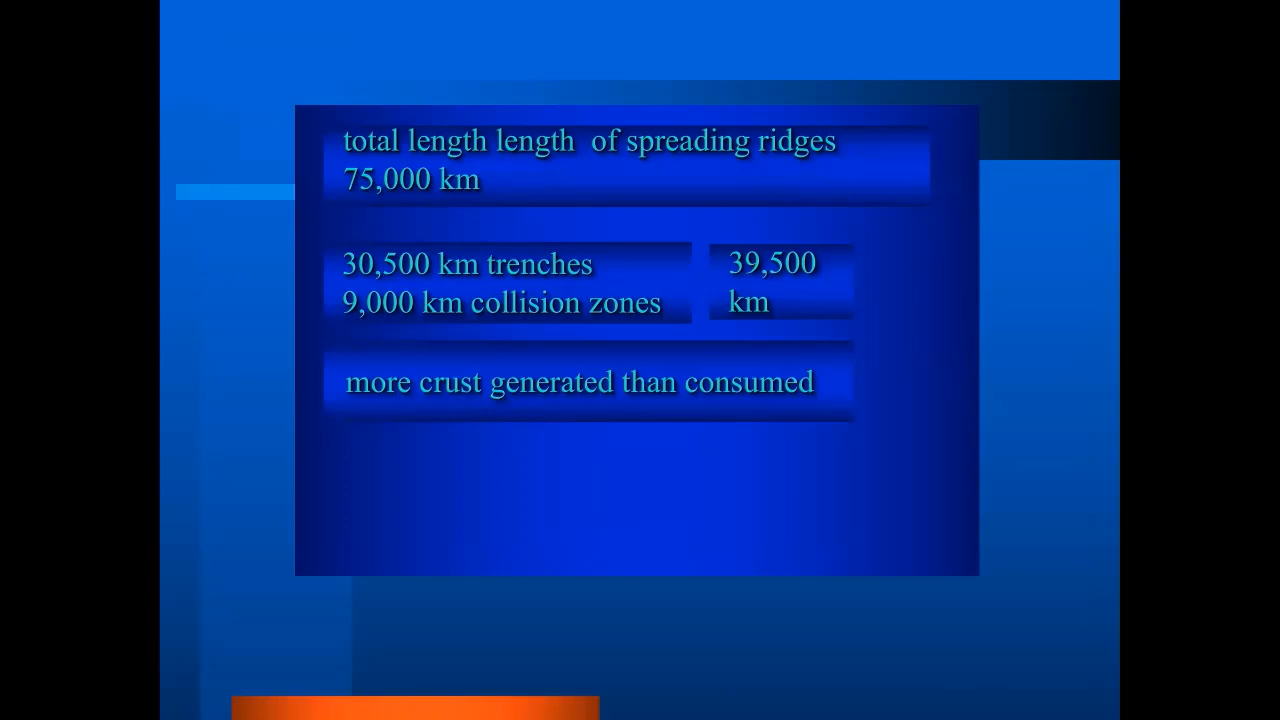 total length length of spreading ridges
75,000 km
30,500 km trenches
9,000 km collision zones
39,500
km
more crust generated than consumed